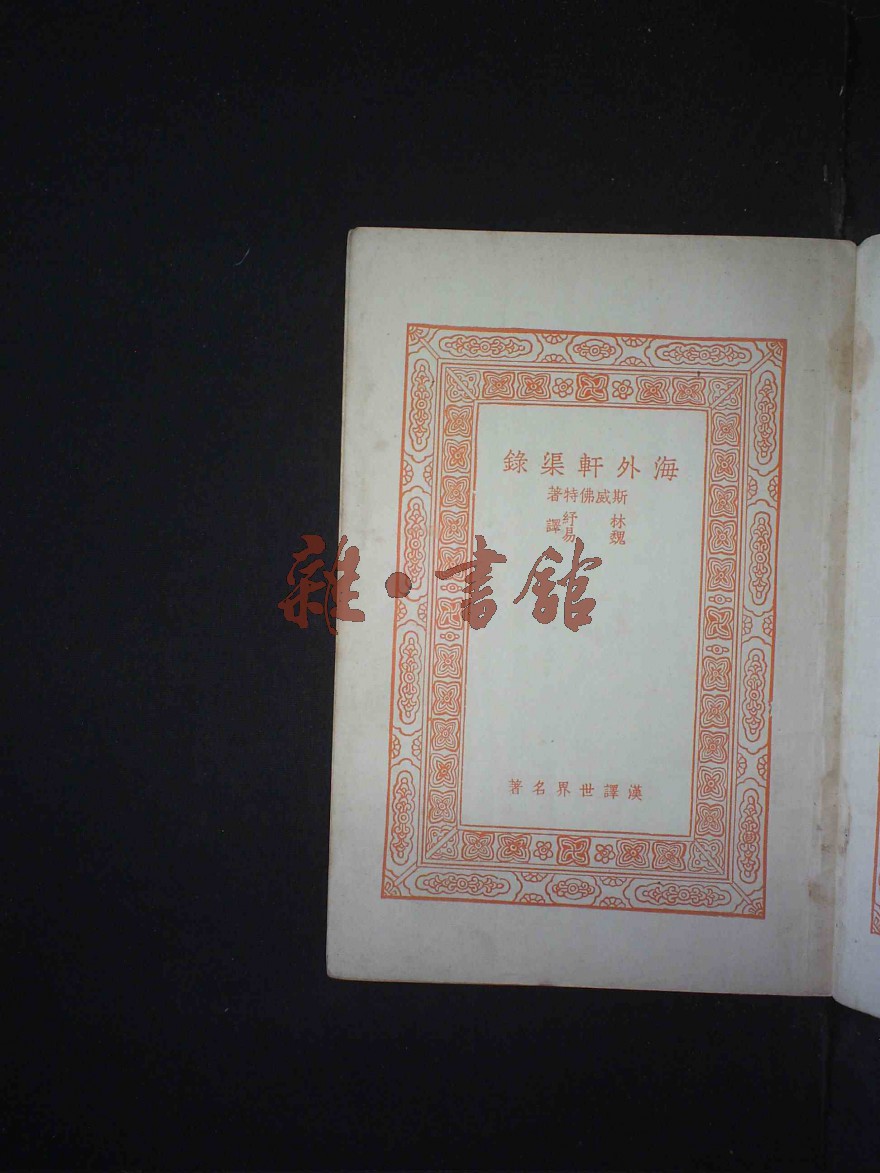 海外軒渠錄
斯威佛特著
林紓
魏易
譯
雜·書館
漢譯世界名著